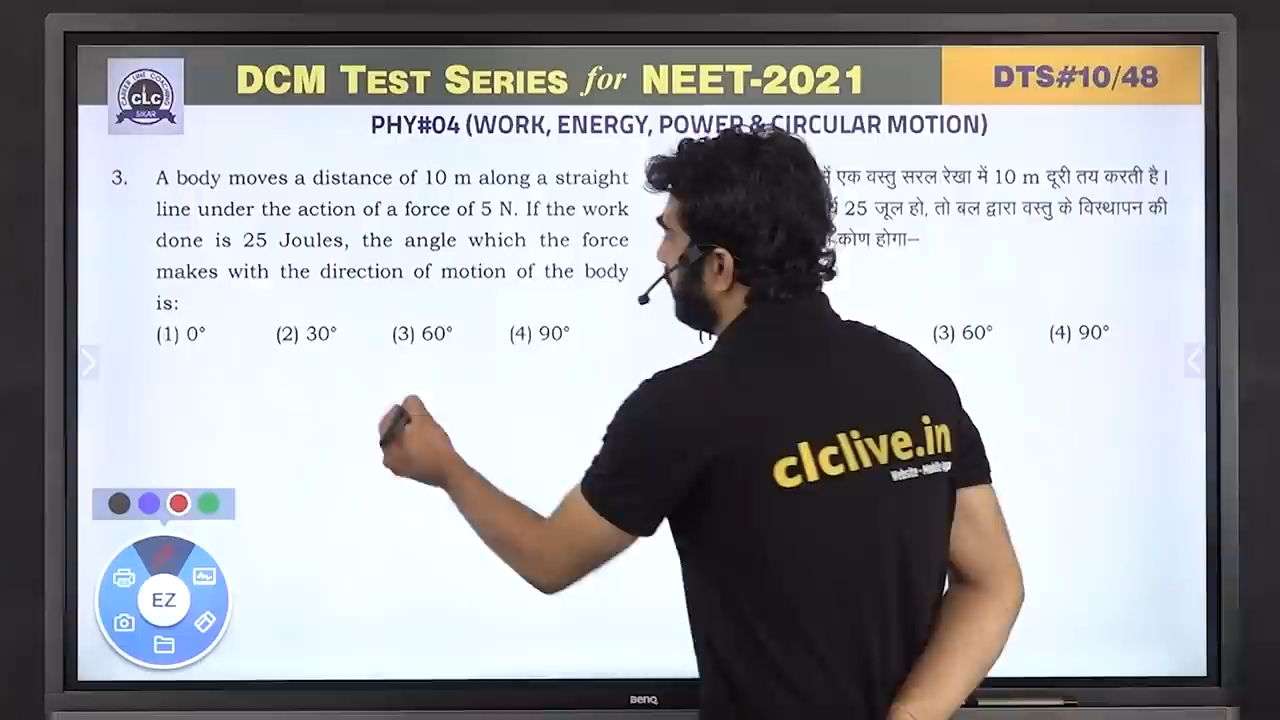 DCM TEST SERIES for NEET-2021
DTS#10/48
CAREER LINE COACHING
CLC
SIKAR
PHY#04 (WORK, ENERGY, POWER & CIRCULAR MOTION)
3. A body moves a distance of 10 m along a straight
line under the action of a force of 5 N. If the work
done is 25 Joules, the angle which the force
makes with the direction of motion of the body
is:
(1) 0° (2) 30° (3) 60° (4) 90°
में एक वस्तु सरल रेखा में 10 m दूरी तय करती है।
25 जूल हो, तो बल द्वारा वस्तु के विस्थापन की
कोण होगा–
(3) 60° (4) 90°
clclive.in
EZ
BenQ